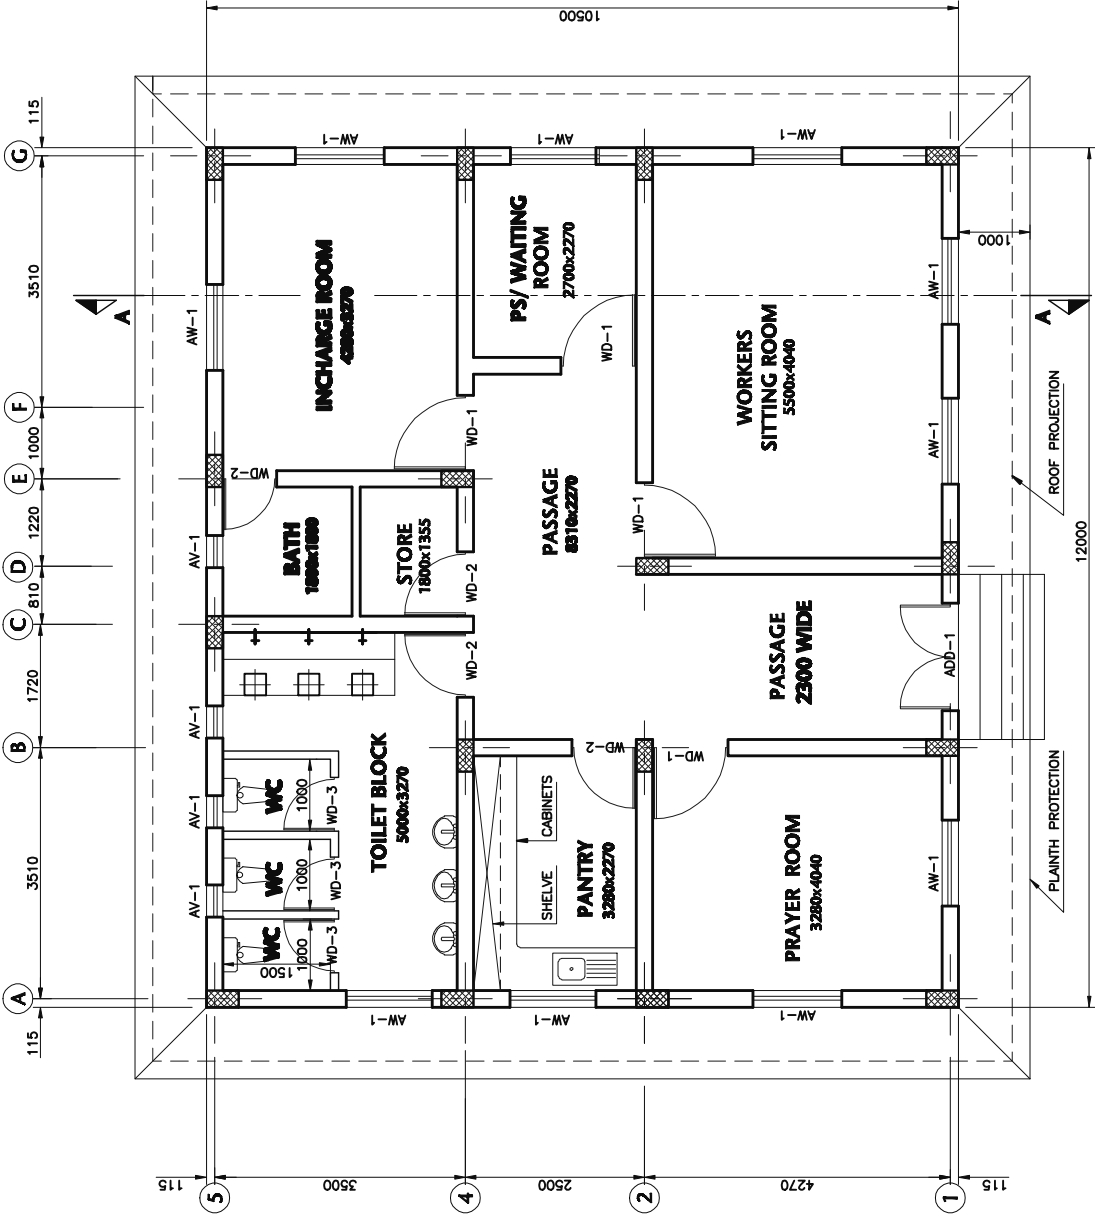 115
3510
1720
810
1220
1000
3510
115
A
B
C
D
E
F
G
A
AW-1
AV-1
AV-1
AV-1
AV-1
AW-1
WC
WC
WC
1500
1000
1000
1000
WD-3
WD-3
WD-3
WD-2
BATH
1800x1800
INCHARGE ROOM
4280x3270
AW-1
TOILET BLOCK
5000x3270
STORE
1800x1355
AW-1
WD-2
WD-2
WD-1
SHELVE
CABINETS
PASSAGE
8310x2270
PS/ WAITING
ROOM
2700x2270
AW-1
AW-1
PANTRY
3280x2270
WD-2
WD-1
WD-1
WD-1
PRAYER ROOM
3280x4040
PASSAGE
2300 WIDE
WORKERS
SITTING ROOM
5500x4040
AW-1
AW-1
AW-1
ADD-1
AW-1
AW-1
1000
A
PLAINTH PROTECTION
ROOF PROJECTION
12000
115
5
3500
4
2500
2
4270
1
115
10500